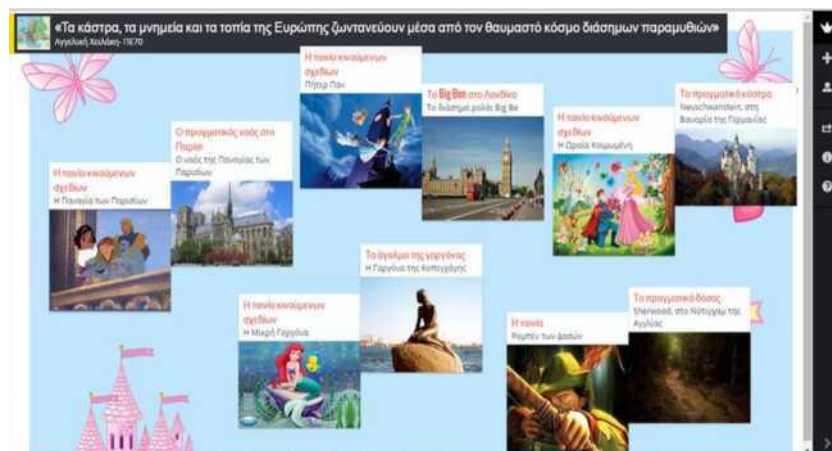 «Τα κάστρα, τα μνημεία και τα τοπία της Ευρώπης ζωντανεύουν μέσα από τον θαυμαστό κόσμο διάσημων παραμυθιών»
Αγγελική Χειλάκη- ΠΕ70
Η ταινία κινούμενων
σχεδίων
Πήτερ Παν
Το Big Ben στο Λονδίνο
Το διάσημο ρολόι Big Be
Η ταινία κινούμενων
σχεδίων
Η Ωραία Κοιμωμένη
Το πραγματικό κάστρο
Neuschwanstein, στη
Βαυαρία της Γερμανίας
Ο πραγματικός ναός στο
Παρίσι
Ο ναός της Παναγίας των
Παρισίων
Η ταινία κινούμενων
σχεδίων
Η Παναγία των Παρισίων
Το άγαλμα της γοργόνας
Η Γοργόνα της Κοπεγχάγης
Η ταινία κινούμενων
σχεδίων
Η Μικρή Γοργόνα
Η ταινία
Ρομπέν των Δασών
Το πραγματικό δάσος
Sherwood, στο Νότιγχαμ της
Αγγλίας